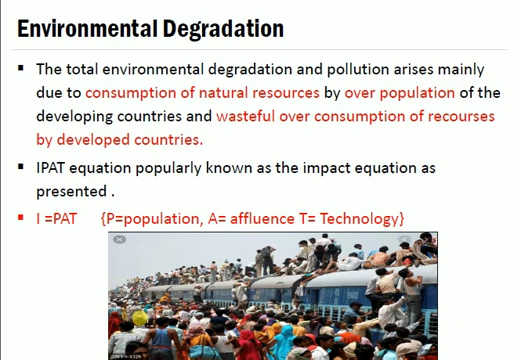 Environmental Degradation
The total environmental degradation and pollution arises mainly
due to consumption of natural resources by over population of the
developing countries and wasteful over consumption of recourses
by developed countries.
IPAT equation popularly known as the impact equation as
presented .
I =PAT {P=population, A= affluence T= Technology}